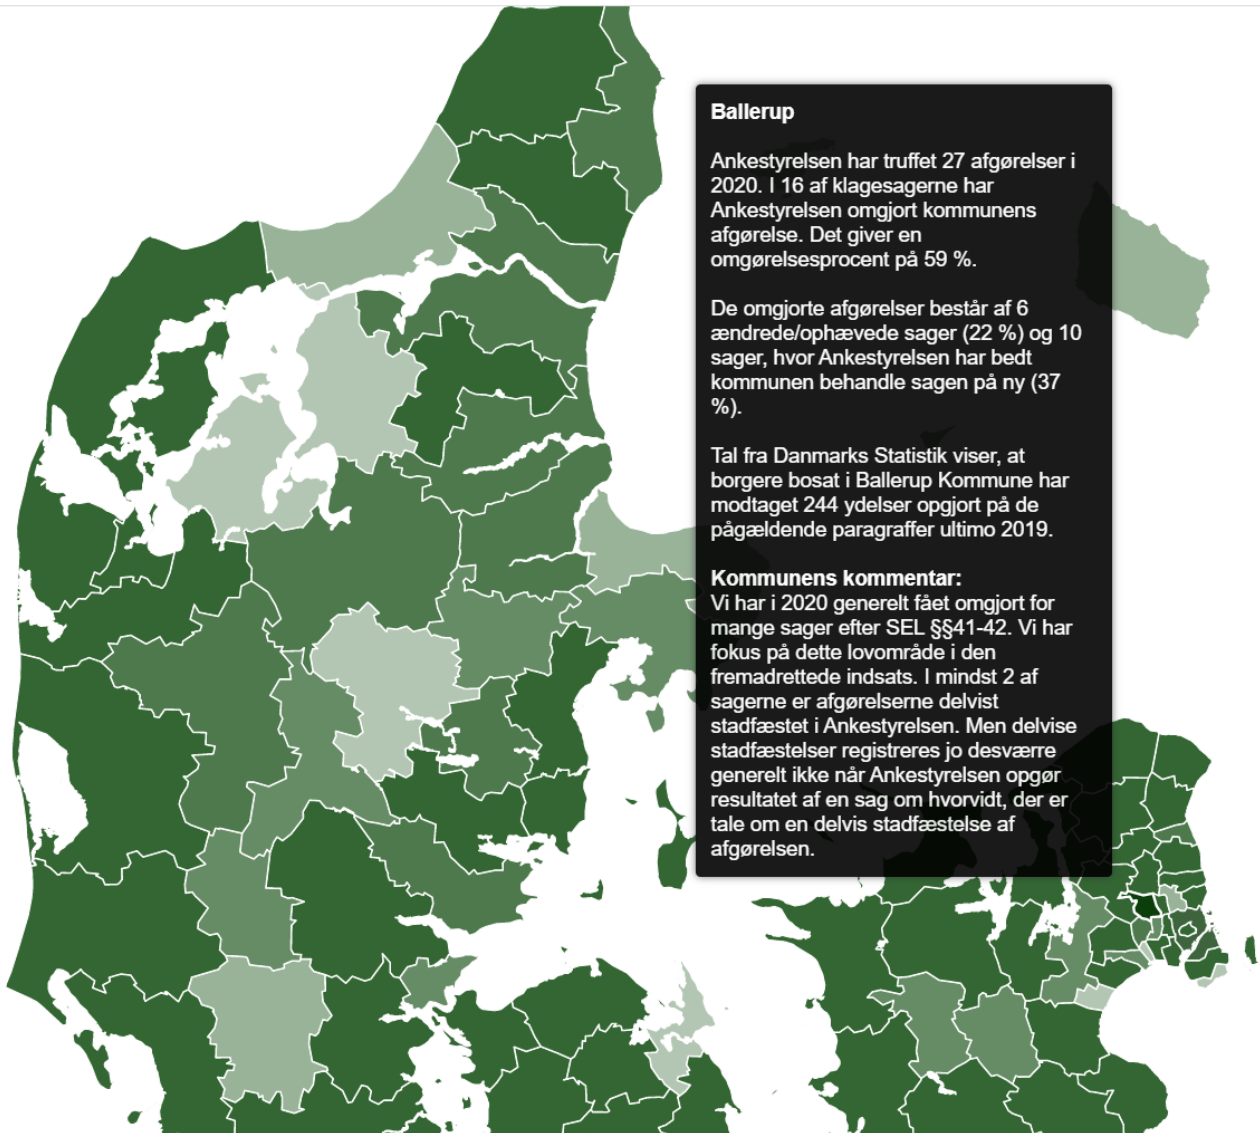 Ballerup
Ankestyrelsen har truffet 27 afgørelser i
2020. I 16 af klagesagerne har
Ankestyrelsen omgjort kommunens
afgørelse. Det giver en
omgørelsesprocent på 59 %.
De omgjorte afgørelser består af 6
ændrede/ophævede sager (22 %) og 10
sager, hvor Ankestyrelsen har bedt
kommunen behandle sagen på ny (37
%).
Tal fra Danmarks Statistik viser, at
borgere bosat i Ballerup Kommune har
modtaget 244 ydelser opgjort på de
pågældende paragraffer ultimo 2019.
Kommunens kommentar:
Vi har i 2020 generelt fået omgjort for
mange sager efter SEL §§41-42. Vi har
fokus på dette lovområde i den
fremadrettede indsats. I mindst 2 af
sagerne er afgørelserne delvist
stadfæstet i Ankestyrelsen. Men delvise
stadfæstelser registreres jo desværre
generelt ikke når Ankestyrelsen opgør
resultatet af en sag om hvorvidt, der er
tale om en delvis stadfæstelse af
afgørelsen.